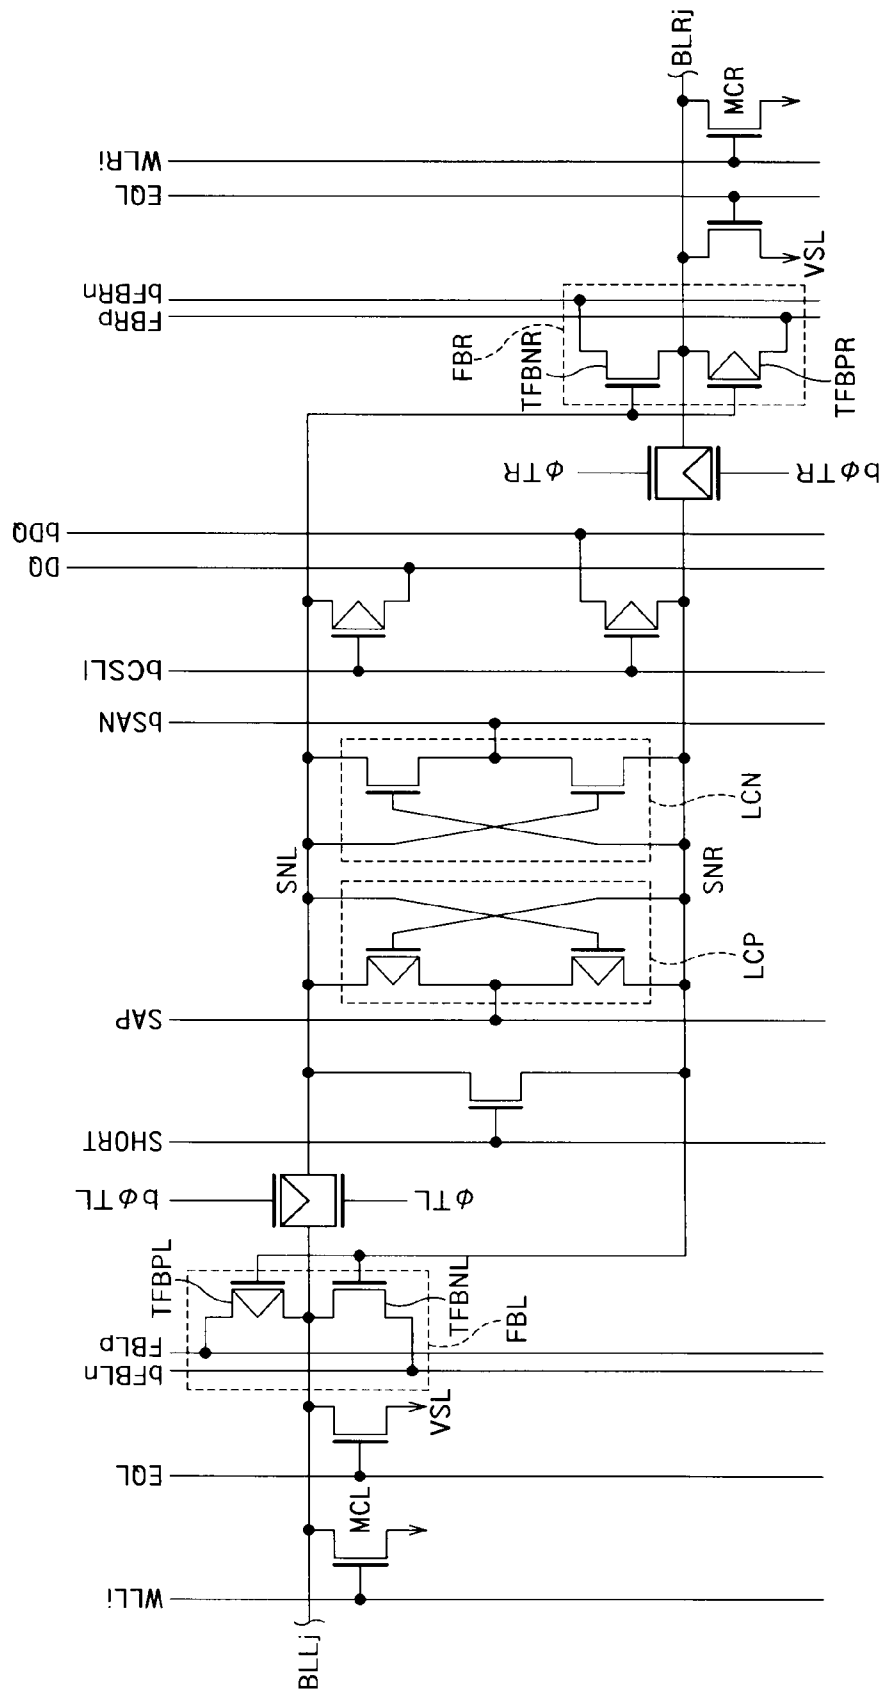 BLRj
MCR
WLRi
EQL
VSL
bFBRn
FBRp
FBR
TFBNR
TFBPR
φTR
bφTR
bDQ
DQ
bCSLl
bSAN
LCN
SNL
SNR
LCP
SAP
SHORT
bφTL
φTL
TFBPL
TFBNL
FBL
FBLp
bFBLn
VSL
EQL
MCL
WLLi
BLLj